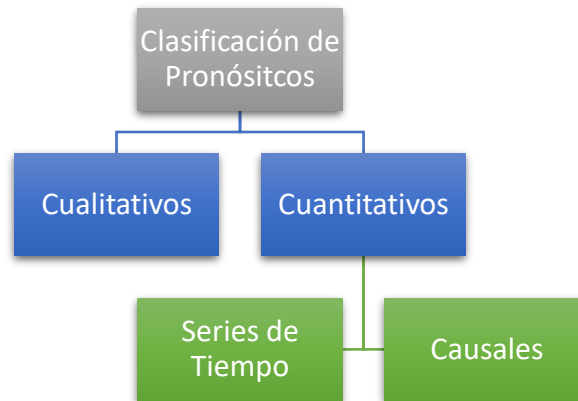 Clasificación de
Pronósitcos
Cualitativos
Cuantitativos
Series de
Tiempo
Causales